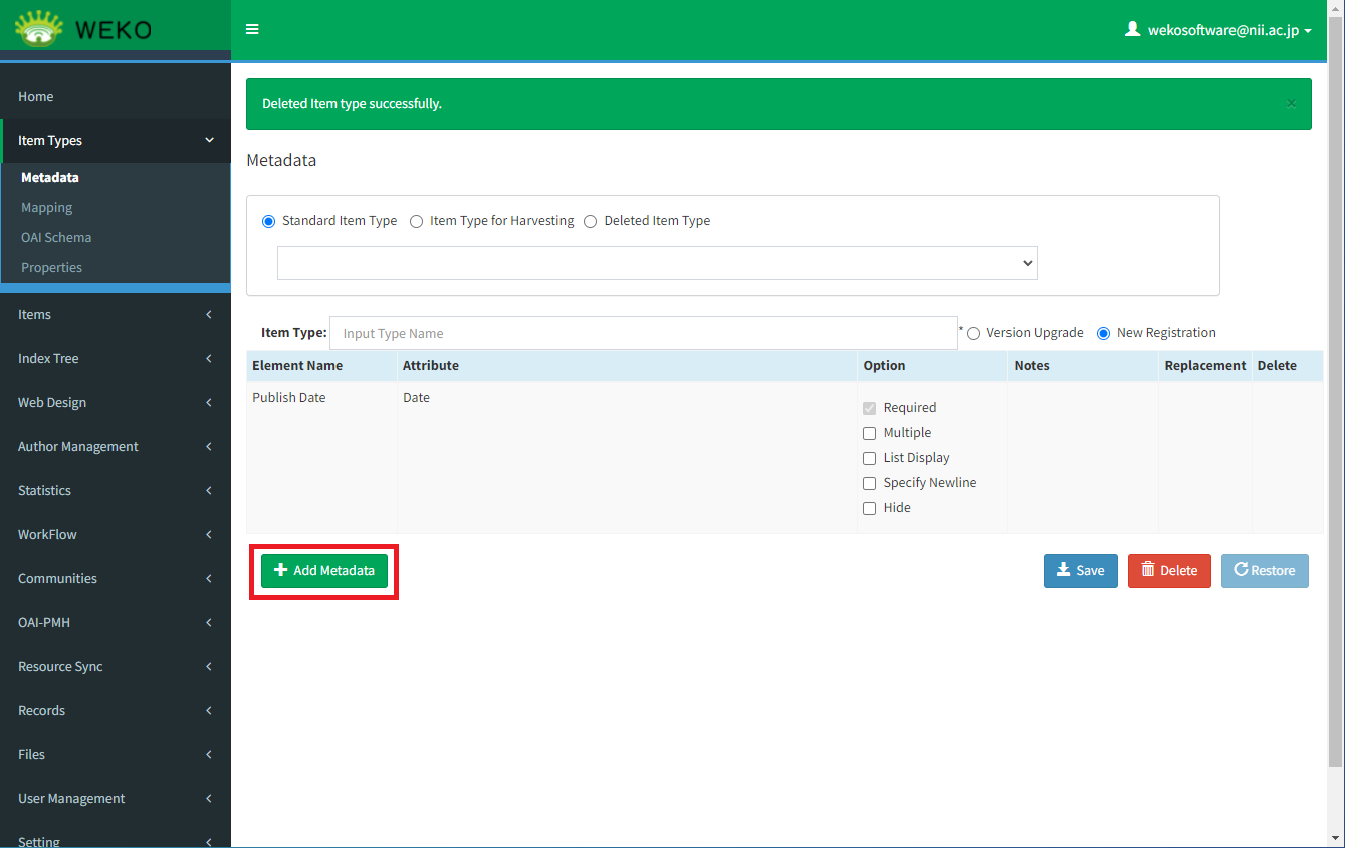 WEKO
wekosoftware@nii.ac.jp
Home
Item Types
Metadata
Mapping
OAI Schema
Properties
Items
Index Tree
Web Design
Author Management
Statistics
WorkFlow
Communities
OAI-PMH
Resource Sync
Records
Files
User Management
Setting
Deleted Item type successfully. ×
Metadata
Standard Item Type Item Type for Harvesting Deleted Item Type
Item Type: Input Type Name * Version Upgrade New Registration
Element Name Attribute Option Notes Replacement Delete
Publish Date Date
Required
Multiple
List Display
Specify Newline
Hide
Add Metadata Save Delete Restore